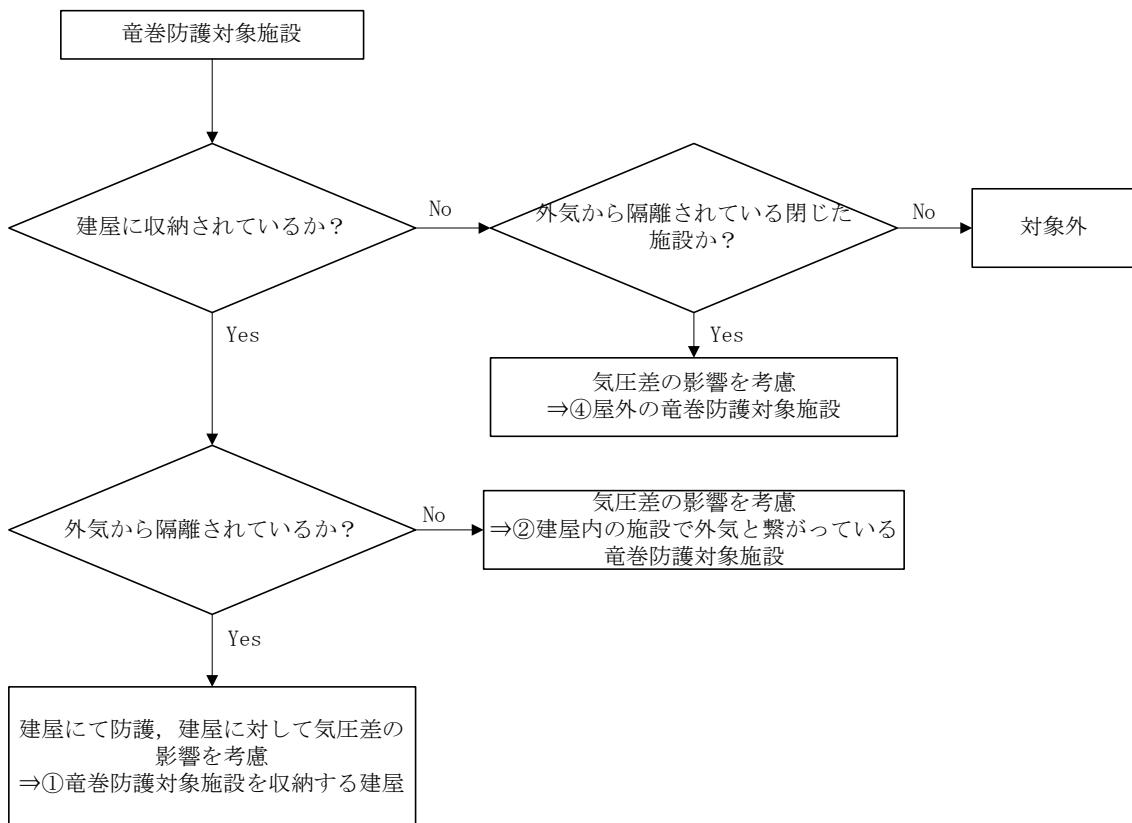 竜巻防護対象施設
建屋に収納されているか？
No
外気から隔離されている閉じた
施設か？
No
対象外
Yes
Yes
気圧差の影響を考慮
⇒④屋外の竜巻防護対象施設
外気から隔離されているか？
No
気圧差の影響を考慮
⇒②建屋内の施設で外気と繋がっている
竜巻防護対象施設
Yes
建屋にて防護，建屋に対して気圧差の
影響を考慮
⇒①竜巻防護対象施設を収納する建屋